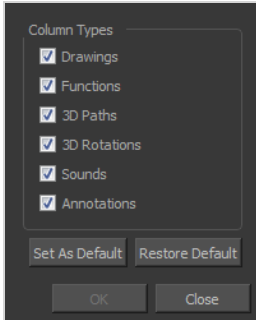 Column Types
Drawings
Functions
3D Paths
3D Rotations
Sounds
Annotations
Set As Default Restore Default
OK Close